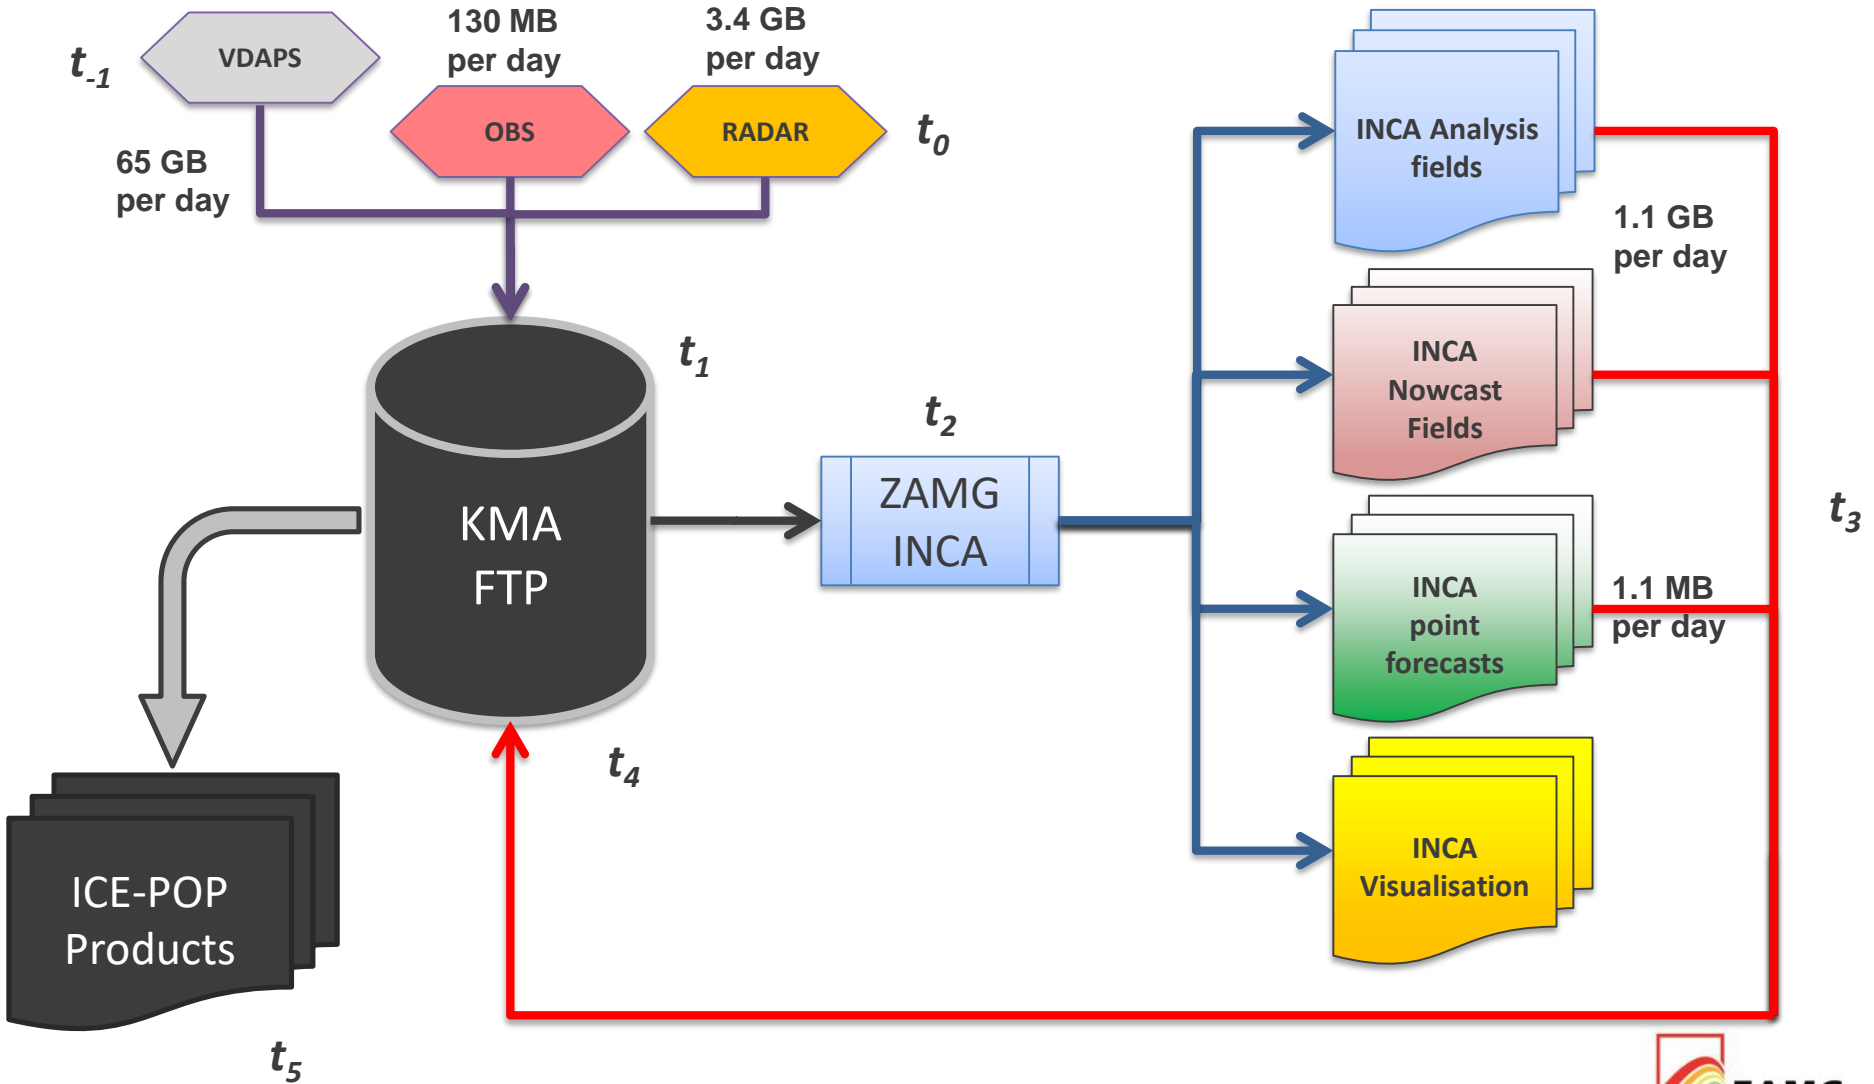 t-1
VDAPS
130 MB
per day
3.4 GB
per day
OBS
RADAR
t0
65 GB
per day
INCA Analysis
fields
1.1 GB
per day
t1
INCA
Nowcast
Fields
t2
KMA
FTP
ZAMG
INCA
t3
INCA
point
forecasts
1.1 MB
per day
t4
INCA
Visualisation
ICE-POP
Products
t5